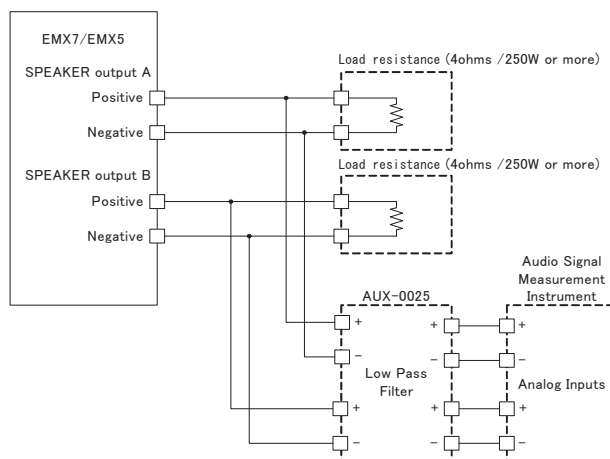 EMX7/EMX5
SPEAKER output A
Positive
Negative
SPEAKER output B
Positive
Negative
Load resistance (4ohms /250W or more)
Load resistance (4ohms /250W or more)
AUX-0025
Audio Signal
Measurement
Instrument
+ + +
- - -
Low Pass
Filter
Analog Inputs
+ + +
- - -